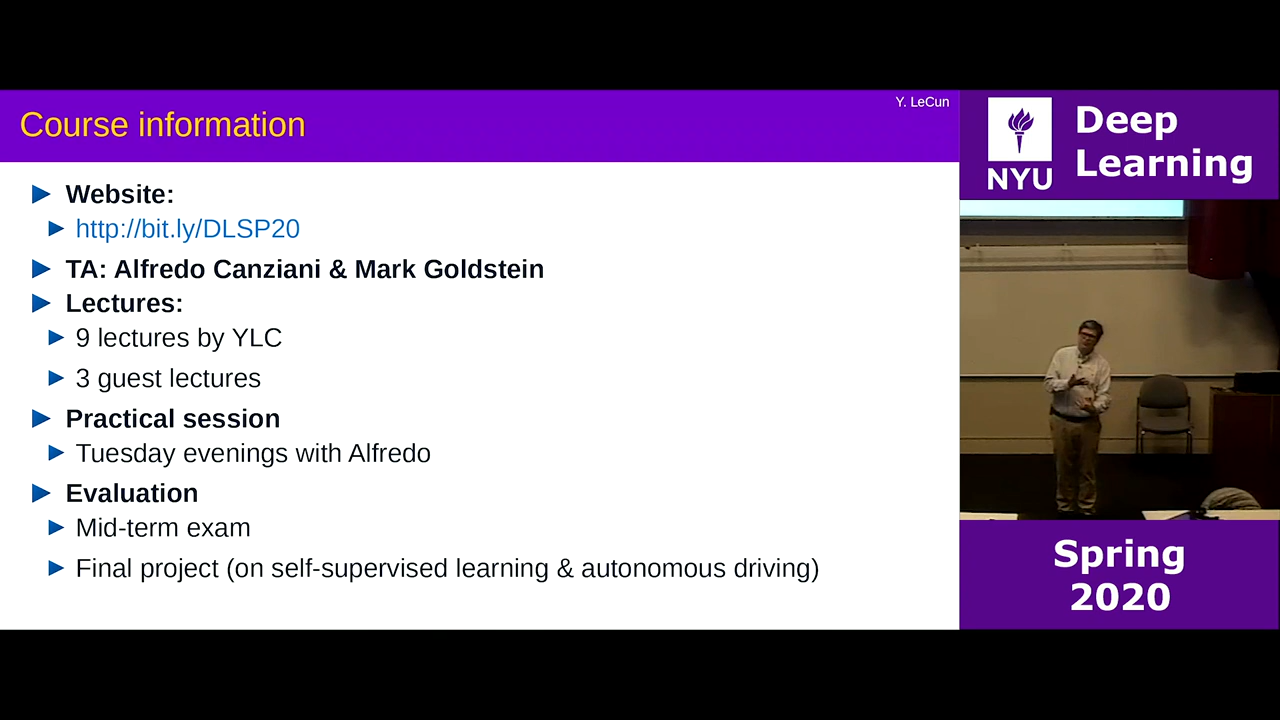 Y. LeCun
Course information
Website:
http://bit.ly/DLSP20
TA: Alfredo Canziani & Mark Goldstein
Lectures:
9 lectures by YLC
3 guest lectures
Practical session
Tuesday evenings with Alfredo
Evaluation
Mid-term exam
Final project (on self-supervised learning & autonomous driving)
NYU
Deep
Learning
Spring
2020